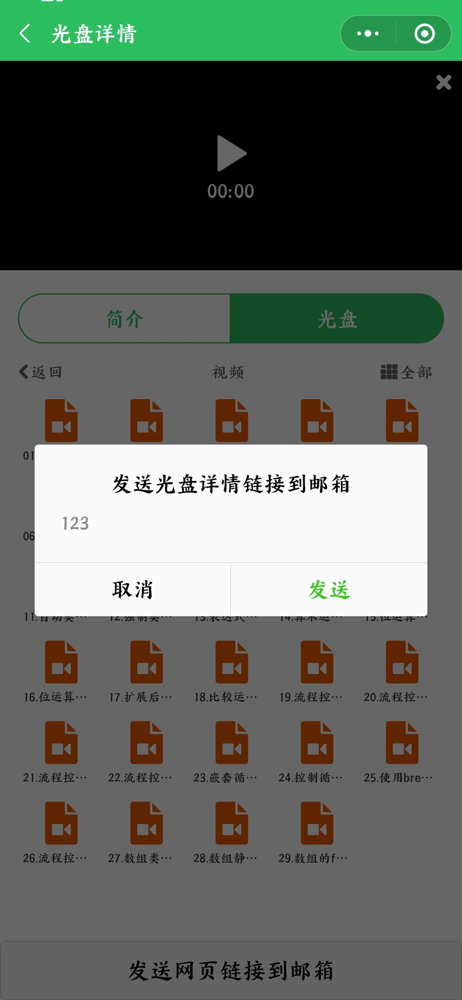 光盘详情
00:00
简介 光盘
返回 视频 全部
01
发送光盘详情链接到邮箱
123
06
取消 发送
11.自动类… 12.强制类… 13.表达式… 14.算术运… 15.位运算…
16.位运算… 17.扩展后… 18.比较运… 19.流程控… 20.流程控…
21.流程控… 22.流程控… 23.嵌套循… 24.控制循… 25.使用bre…
26.流程控… 27.数组类… 28.数组静… 29.数组的f…
发送网页链接到邮箱